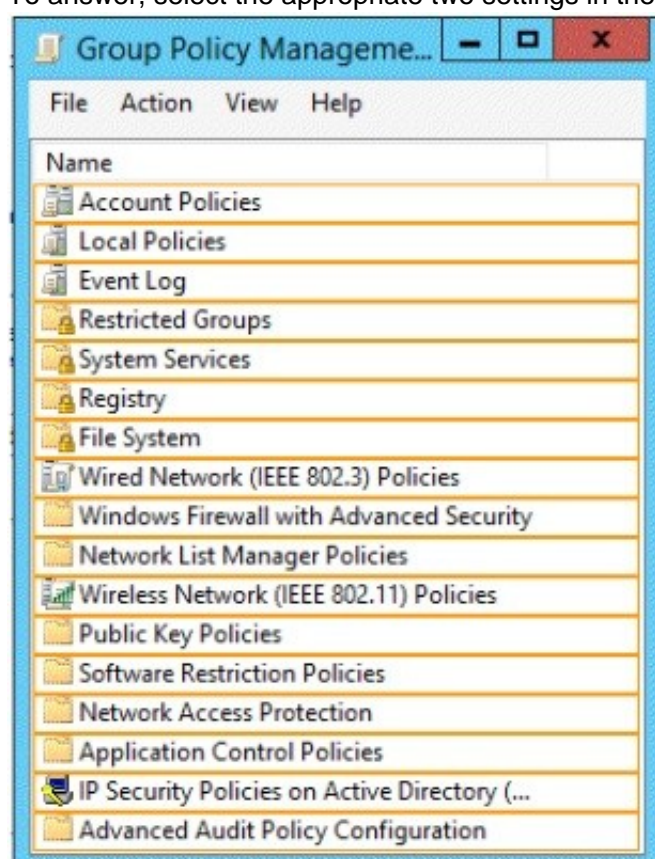 To answer, select the appropriate two settings in the
Group Policy Manageme...
File Action View Help
Name
Account Policies
Local Policies
Event Log
Restricted Groups
System Services
Registry
File System
Wired Network (IEEE 802.3) Policies
Windows Firewall with Advanced Security
Network List Manager Policies
Wireless Network (IEEE 802.11) Policies
Public Key Policies
Software Restriction Policies
Network Access Protection
Application Control Policies
IP Security Policies on Active Directory (...
Advanced Audit Policy Configuration